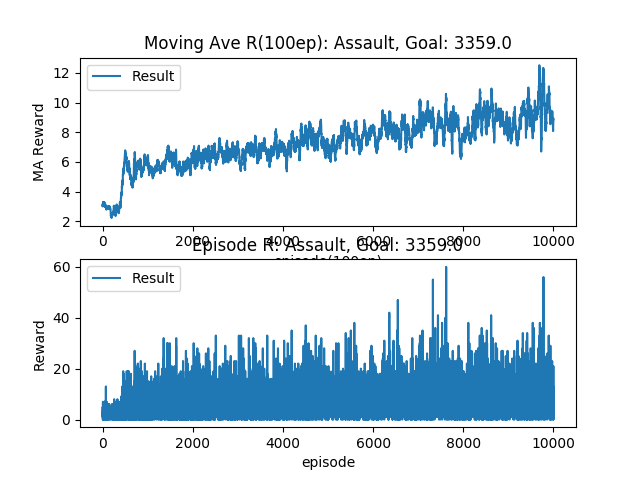 Moving Ave R(100ep): Assault, Goal: 3359.0
Result
12
10
8
6
4
2
MA Reward
0
2000
4000
6000
8000
10000
episode(100ep)
Episode R: Assault, Goal: 3359.0
Result
60
40
20
0
Reward
0
2000
4000
6000
8000
10000
episode